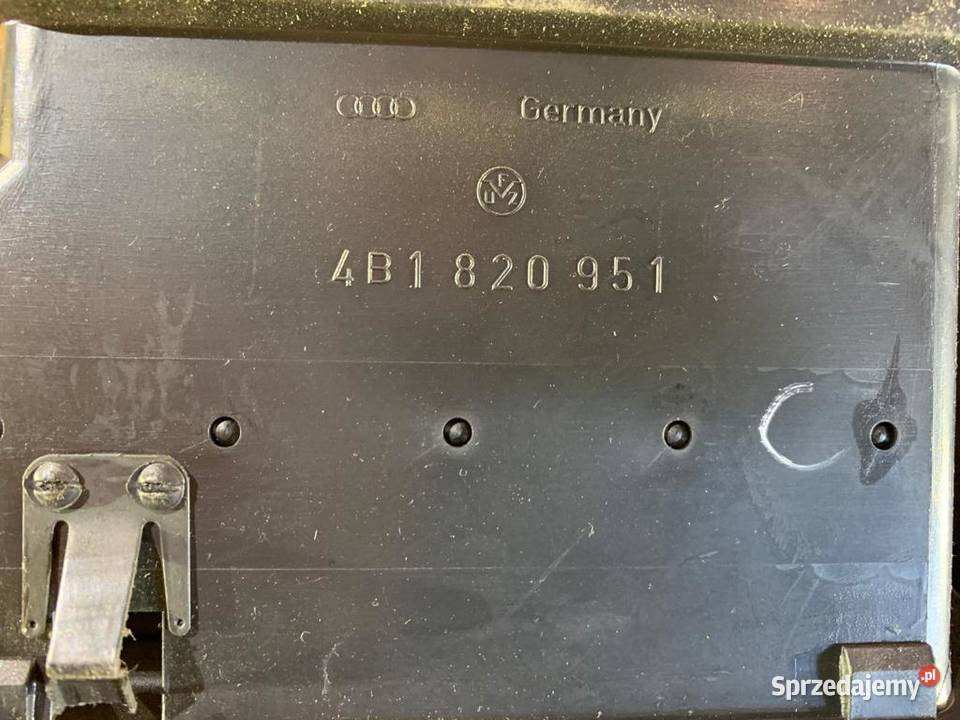 Germany
F
U Z
4B1 820 951
C
Sprzedajemy.pl